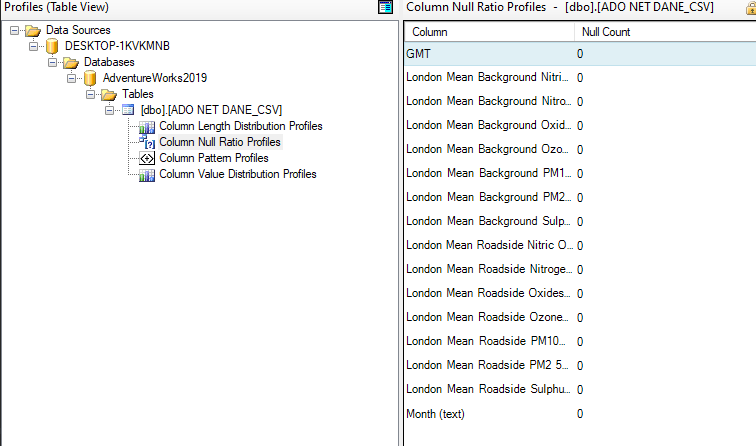 Profiles (Table View)
Data Sources
DESKTOP-1KVKMNB
Databases
AdventureWorks2019
Tables
[dbo].[ADO NET DANE_CSV]
Column Length Distribution Profiles
Column Null Ratio Profiles
Column Pattern Profiles
Column Value Distribution Profiles
Column Null Ratio Profiles - [dbo].[ADO NET DANE_CSV]
Column Null Count
GMT 0
London Mean Background Nitri... 0
London Mean Background Nitro... 0
London Mean Background Oxid... 0
London Mean Background Ozo... 0
London Mean Background PM1... 0
London Mean Background PM2... 0
London Mean Background Sulp... 0
London Mean Roadside Nitric O... 0
London Mean Roadside Nitroge... 0
London Mean Roadside Oxides... 0
London Mean Roadside Ozone... 0
London Mean Roadside PM10... 0
London Mean Roadside PM2 5... 0
London Mean Roadside Sulphu... 0
Month (text) 0